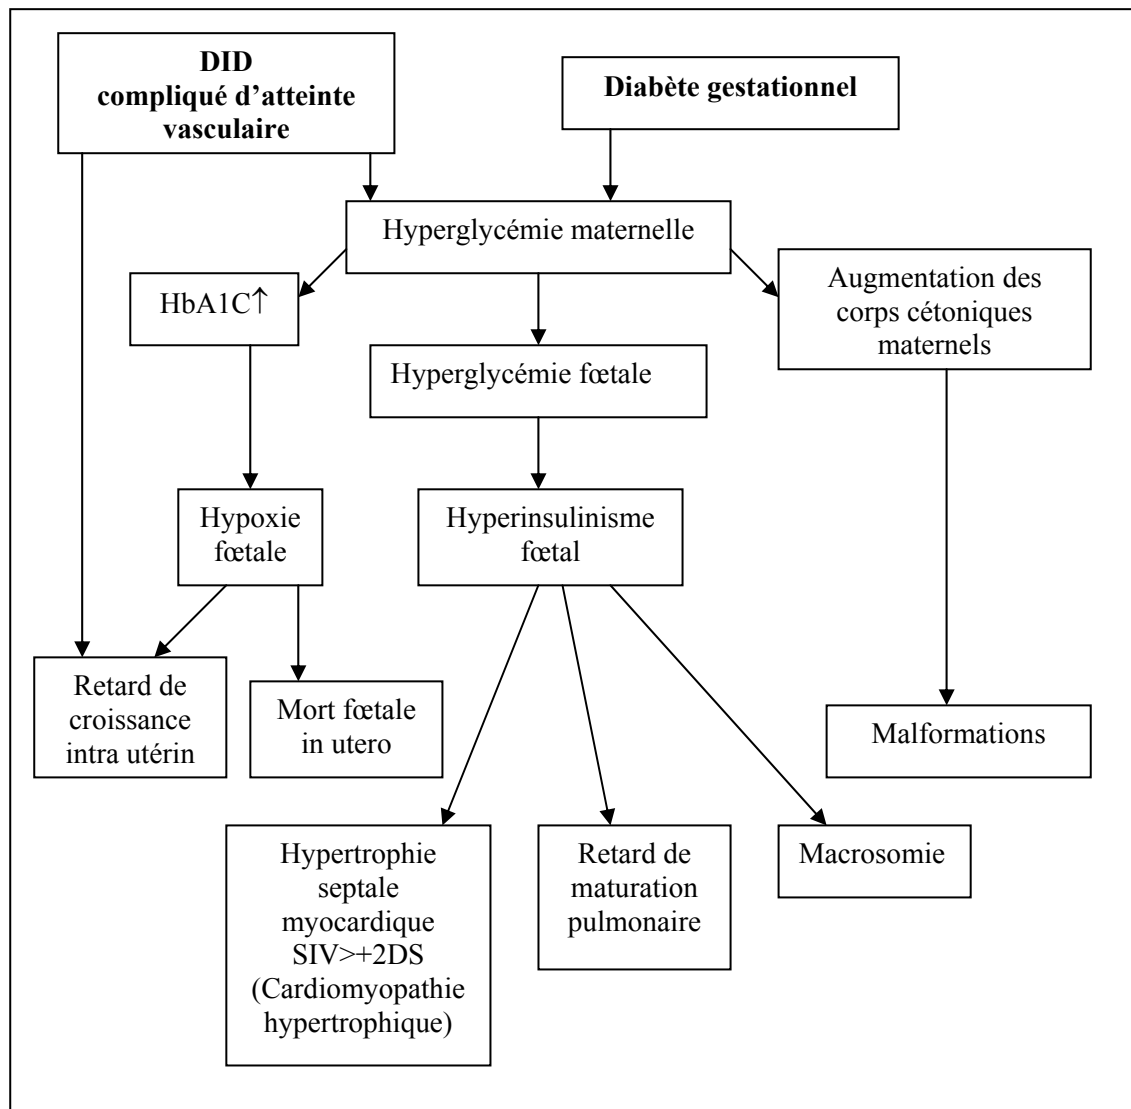 DID
compliqué d’atteinte
vasculaire
Diabète gestationnel
Hyperglycémie maternelle
HbA1C↑
Augmentation des
corps cétoniques
maternels
Hyperglycémie fœtale
Hypoxie
fœtale
Hyperinsulinisme
fœtal
Retard de
croissance
intra utérin
Mort fœtale
in utero
Malformations
Hypertrophie
septale
myocardique
SIV>+2DS
(Cardiomyopathie
hypertrophique)
Retard de
maturation
pulmonaire
Macrosomie